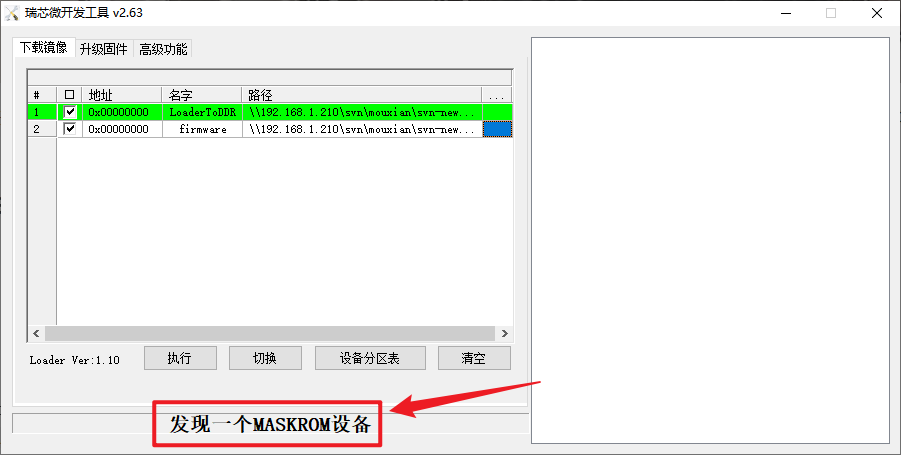 瑞芯微开发工具 v2.63
下载镜像 升级固件 高级功能
# 地址 名字 路径 ...
1 0x00000000 LoaderToDDR \\192.168.1.210\svn\mouxian\svn-new...
2 0x00000000 firmware \\192.168.1.210\svn\mouxian\svn-new...
Loader Ver:1.10 执行 切换 设备分区表 清空
发现一个MASKROM设备